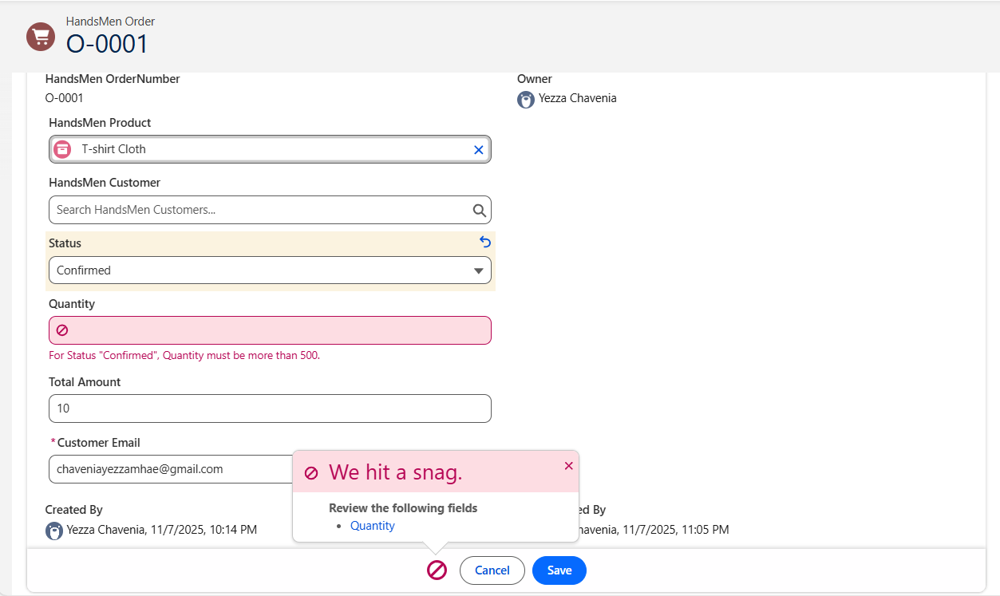 HandsMen Order
O-0001
HandsMen OrderNumber
O-0001
Owner
Yezza Chavenia
HandsMen Product
T-shirt Cloth
HandsMen Customer
Search HandsMen Customers...
Status
Confirmed
Quantity
For Status "Confirmed", Quantity must be more than 500.
Total Amount
10
*Customer Email
chaveniayezzamhae@gmail.com
We hit a snag.
Review the following fields
• Quantity
Created By
Yezza Chavenia, 11/7/2025, 10:14 PM
ed By
havenia, 11/7/2025, 11:05 PM
Cancel
Save